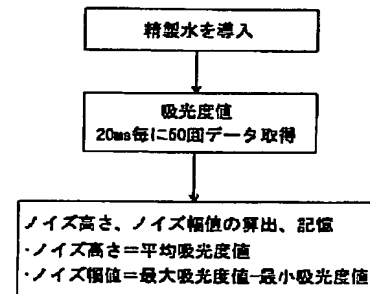 精製水を導入
吸光度値
20ms毎に50回データ取得
ノイズ高さ、ノイズ幅値の算出、記憶
・ノイズ高さ=平均吸光度値
・ノイズ幅値=最大吸光度値-最小吸光度値